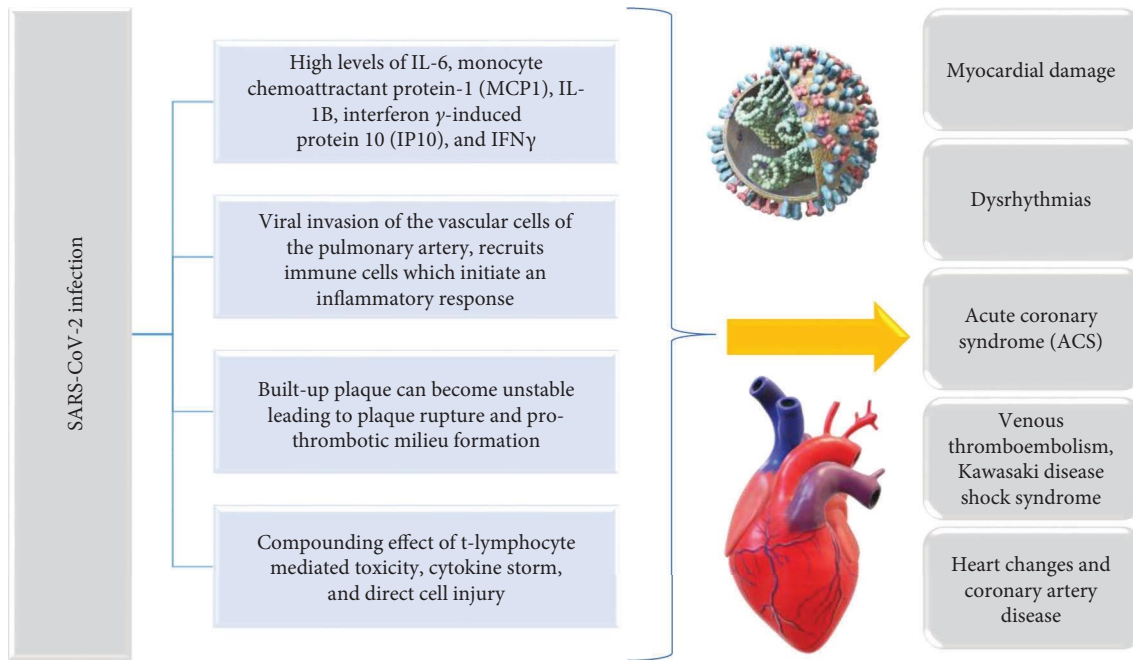 SARS-CoV-2 infection
High levels of IL-6, monocyte
chemoattractant protein-1 (MCP1), IL-
1B, interferon γ-induced
protein 10 (IP10), and IFNγ
Viral invasion of the vascular cells of
the pulmonary artery, recruits
immune cells which initiate an
inflammatory response
Built-up plaque can become unstable
leading to plaque rupture and pro-
thrombotic milieu formation
Compounding effect of t-lymphocyte
mediated toxicity, cytokine storm,
and direct cell injury
Myocardial damage
Dysrhythmias
Acute coronary
syndrome (ACS)
Venous
thromboembolism,
Kawasaki disease
shock syndrome
Heart changes and
coronary artery
disease